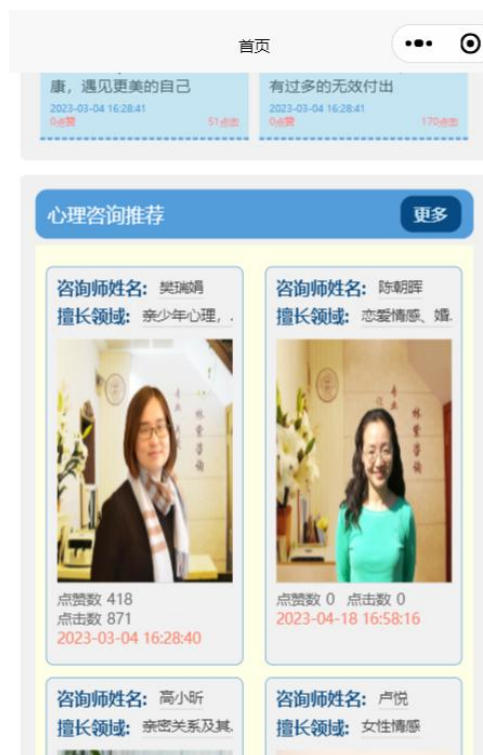 首页
康，遇见更美的自己
2023-03-04 16:28:41
0点赞
51点击
有过多的无效付出
2023-03-04 16:28:41
0点赞
170点击
心理咨询推荐
更多
咨询师姓名: 樊瑞娟
擅长领域: 亲少年心理，.
点赞数 418
点击数 871
2023-03-04 16:28:40
咨询师姓名: 陈朝晖
擅长领域: 恋爱情感、婚.
点赞数 0 点击数 0
2023-04-18 16:58:16
咨询师姓名: 高小昕
擅长领域: 亲密关系及其.
咨询师姓名: 卢悦
擅长领域: 女性情感